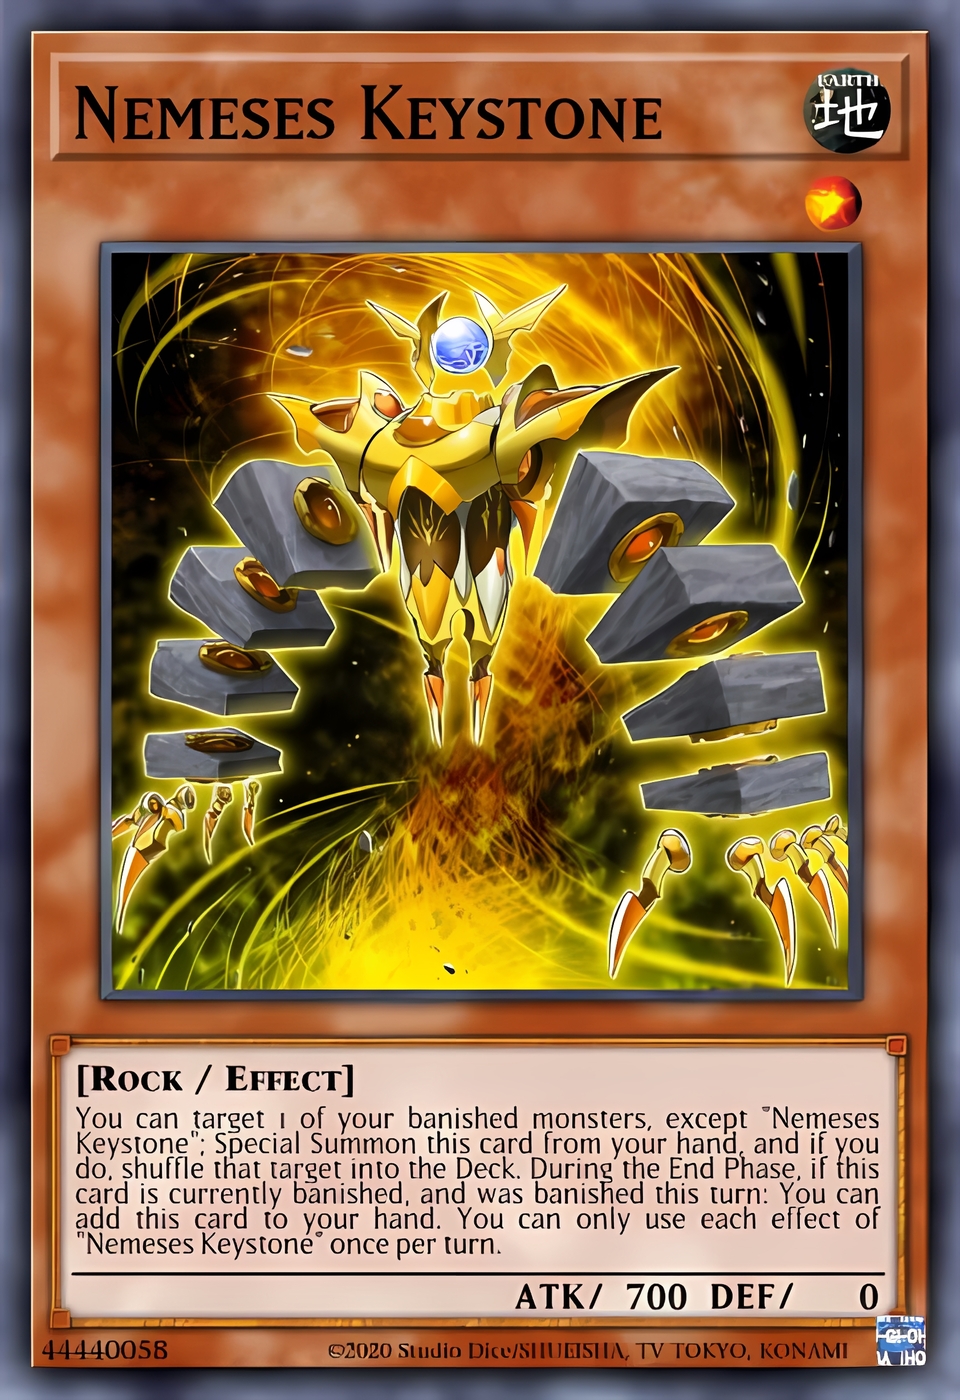 NEMESES KEYSTONE
EARTH
地
[ROCK / EFFECT]
You can target 1 of your banished monsters, except "Nemeses
Keystone"; Special Summon this card from your hand, and if you
do, shuffle that target into the Deck. During the End Phase, if this
card is currently banished, and was banished this turn: You can
add this card to your hand. You can only use each effect of
"Nemeses Keystone" once per turn.
ATK/ 700 DEF/ 0
44440058 ©2020 Studio Dice/SHUEISHA, TV TOKYO, KONAMI